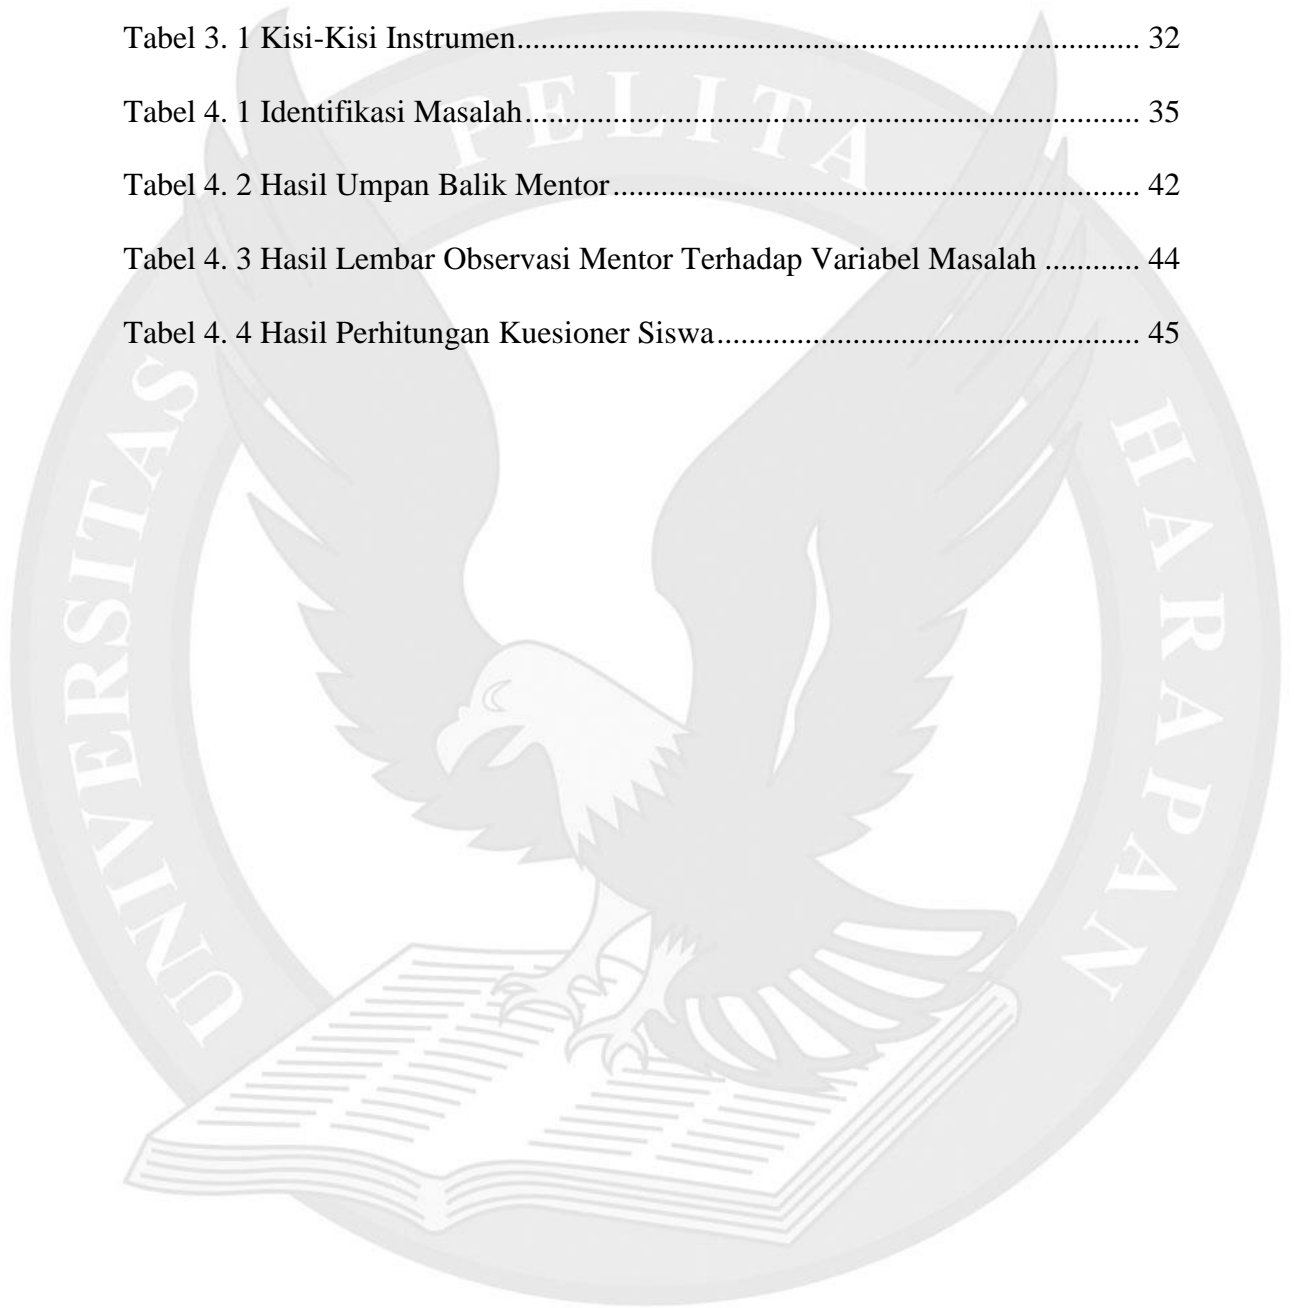 Tabel 3. 1 Kisi-Kisi Instrumen............................................................................ 32
Tabel 4. 1 Identifikasi Masalah........................................................................... 35
Tabel 4. 2 Hasil Umpan Balik Mentor................................................................ 42
Tabel 4. 3 Hasil Lembar Observasi Mentor Terhadap Variabel Masalah ............ 44
Tabel 4. 4 Hasil Perhitungan Kuesioner Siswa.................................................... 45
UNIVERSITAS PELITA HARAPAN